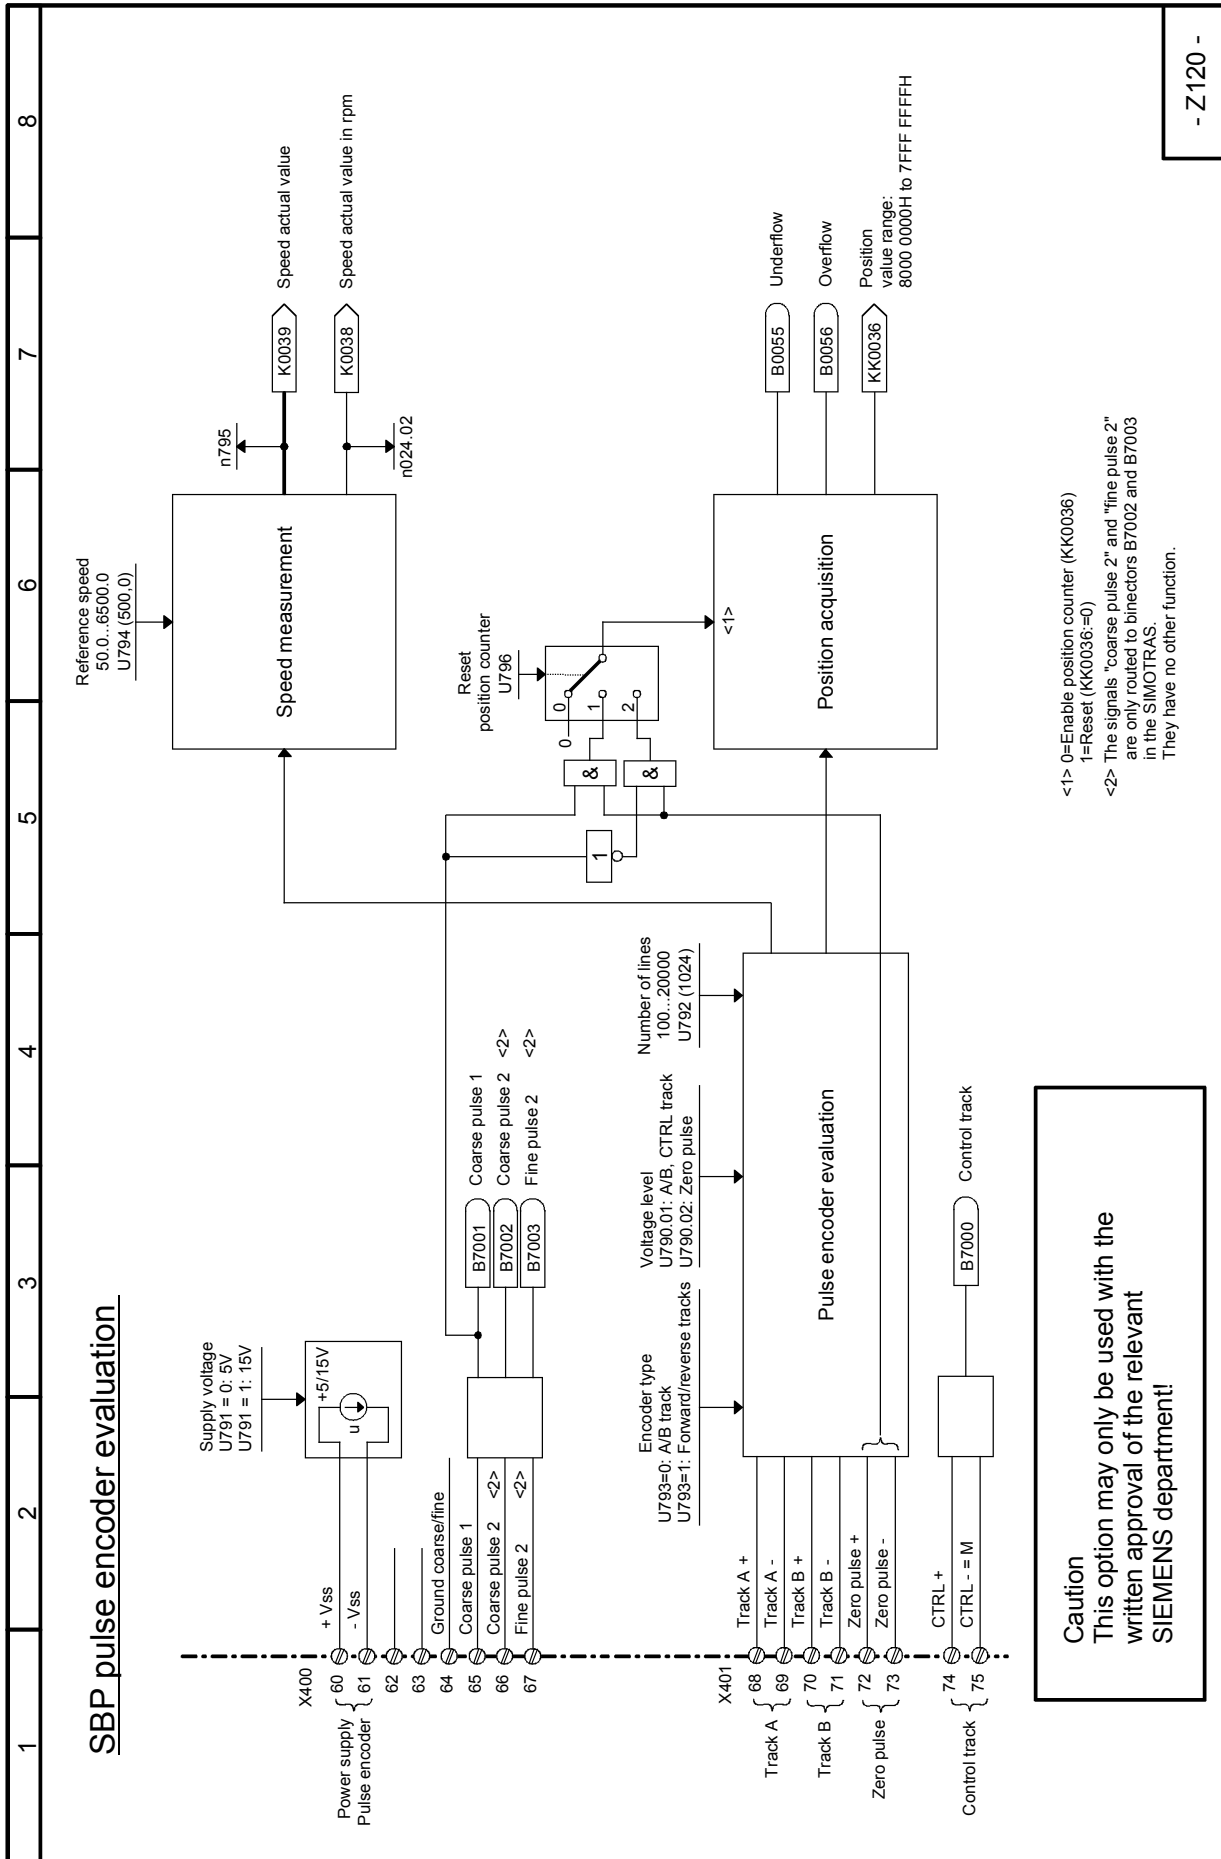 1
2
3
4
5
6
7
8
SBP pulse encoder evaluation
Supply voltage
U791 = 0: 5V
U791 = 1: 15V
+5/15V
u
X400
60
61
62
63
64
65
66
67
Power supply
Pulse encoder
+ Vss
- Vss
Ground coarse/fine
Coarse pulse 1
Coarse pulse 2 <2>
Fine pulse 2 <2>
B7001
B7002
B7003
Coarse pulse 1
Coarse pulse 2 <2>
Fine pulse 2 <2>
Reference speed
50.0...6500.0
U794 (500,0)
Speed measurement
n795
n024.02
K0039
Speed actual value
K0038
Speed actual value in rpm
Reset
position counter
U796
0
0
1
2
&
&
1
<1>
Position acquisition
B0055
Underflow
B0056
Overflow
KK0036
Position
value range:
8000 0000H to 7FFF FFFFH
Encoder type
U793=0: A/B track
U793=1: Forward/reverse tracks
Voltage level
U790.01: A/B, CTRL track
U790.02: Zero pulse
Number of lines
100...20000
U792 (1024)
Pulse encoder evaluation
X401
68
69
70
71
72
73
74
75
Track A
Track B
Zero pulse
Control track
Track A +
Track A -
Track B +
Track B -
Zero pulse +
Zero pulse -
CTRL +
CTRL - = M
B7000
Control track
<1> 0=Enable position counter (KK0036)
1=Reset (KK0036:=0)
<2> The signals "coarse pulse 2" and "fine pulse 2"
are only routed to binectors B7002 and B7003
in the SIMOTRAS.
They have no other function.
Caution
This option may only be used with the
written approval of the relevant
SIEMENS department!
- Z120 -